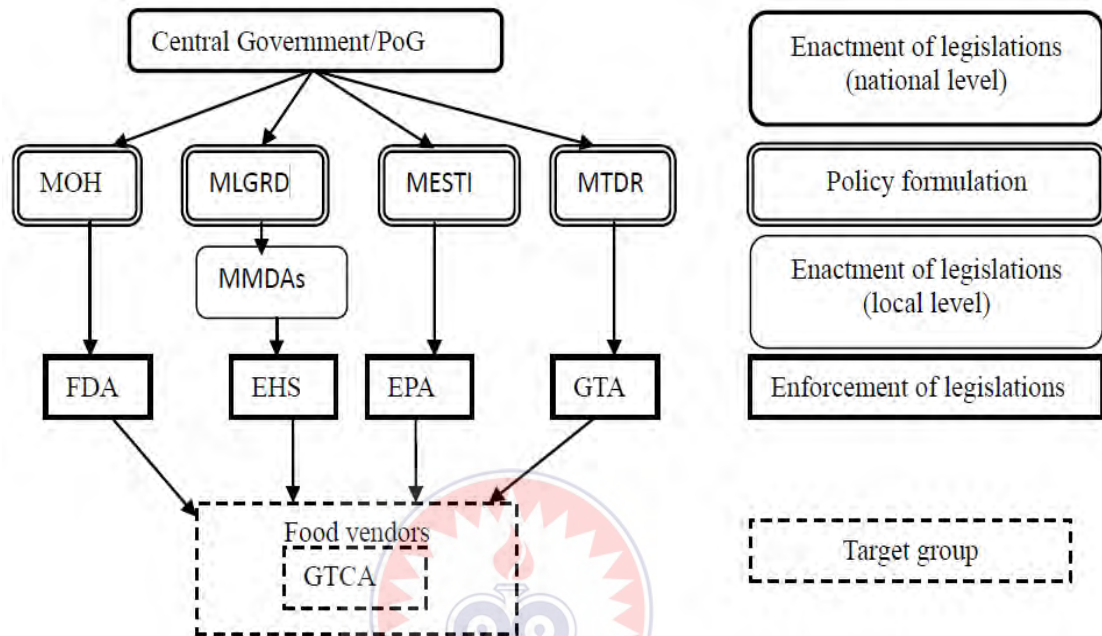 Central Government/PoG
Enactment of legislations
(national level)
MOH
MLGRD
MESTI
MTDR
Policy formulation
MMDAs
Enactment of legislations
(local level)
FDA
EHS
EPA
GTA
Enforcement of legislations
Food vendors
GTCA
Target group